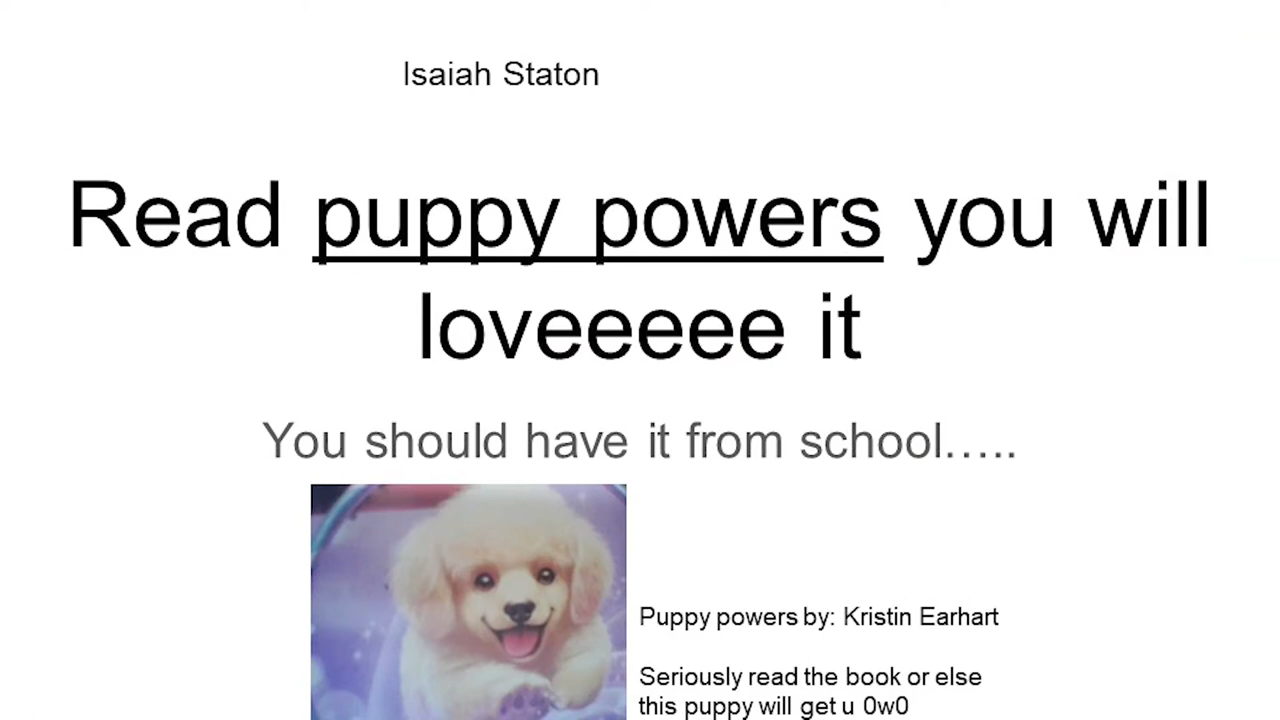 Isaiah Staton
Read puppy powers you will
loveeeee it
You should have it from school…..
Puppy powers by: Kristin Earhart
Seriously read the book or else
this puppy will get u 0w0